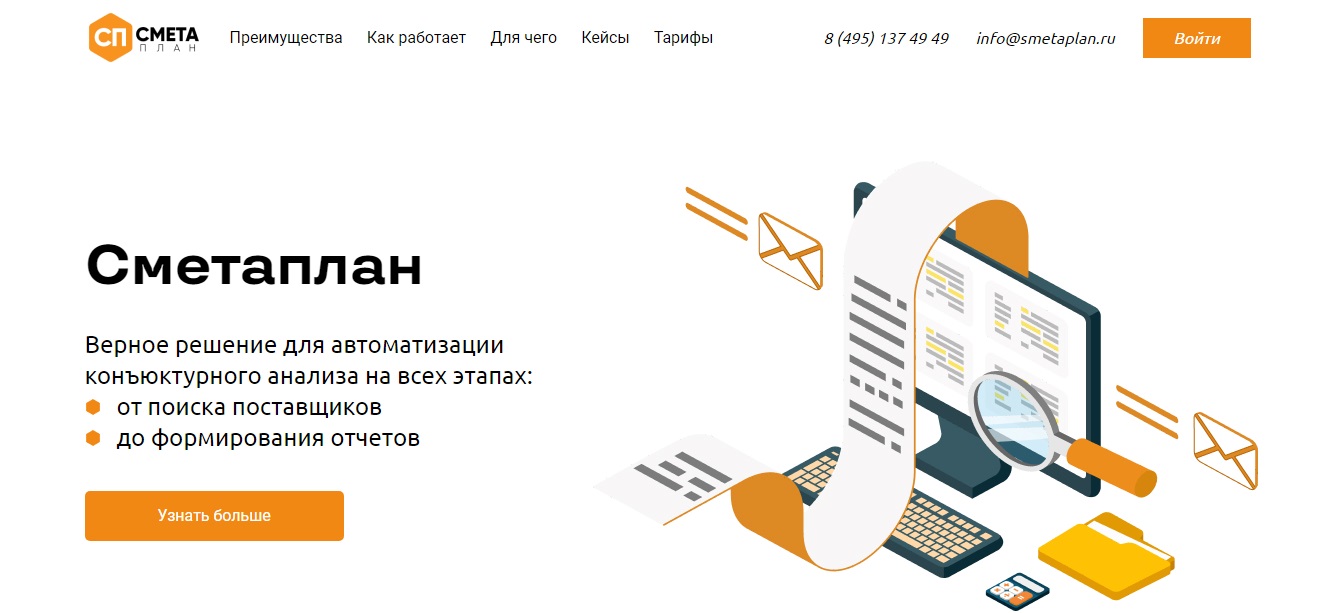 СП СМЕТА
ПЛАН
Преимущества Как работает Для чего Кейсы Тарифы 8 (495) 137 49 49 info@smetaplan.ru Войти
Сметаплан
Верное решение для автоматизации
конъюктурного анализа на всех этапах:
от поиска поставщиков
до формирования отчетов
Узнать больше